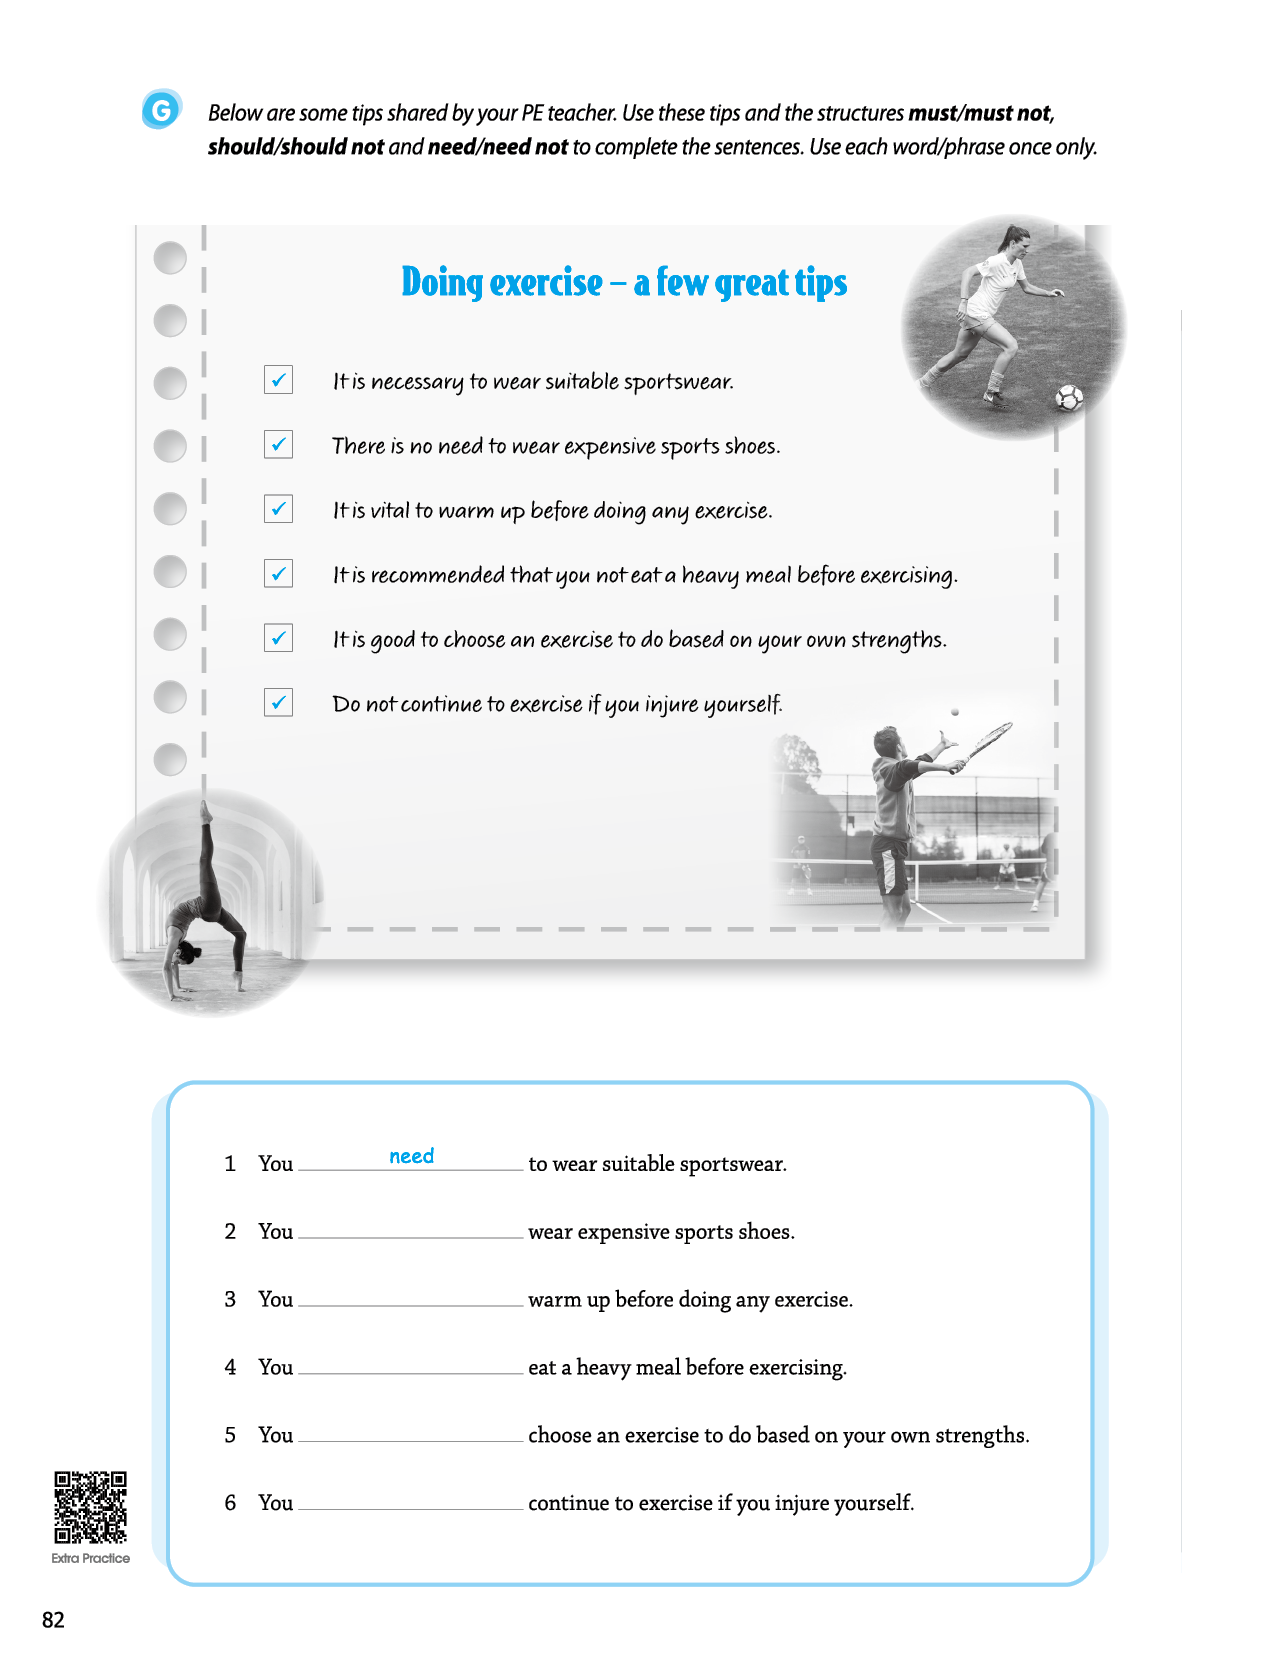 G
Below are some tips shared by your PE teacher. Use these tips and the structures must/must not,
should/should not and need/need not to complete the sentences. Use each word/phrase once only.
Doing exercise – a few great tips
✓ It is necessary to wear suitable sportswear.
✓ There is no need to wear expensive sports shoes.
✓ It is vital to warm up before doing any exercise.
✓ It is recommended that you not eat a heavy meal before exercising.
✓ It is good to choose an exercise to do based on your own strengths.
✓ Do not continue to exercise if you injure yourself.
1 You need to wear suitable sportswear.
2 You ____ wear expensive sports shoes.
3 You ____ warm up before doing any exercise.
4 You ____ eat a heavy meal before exercising.
5 You ____ choose an exercise to do based on your own strengths.
6 You ____ continue to exercise if you injure yourself.
Extra Practice
82